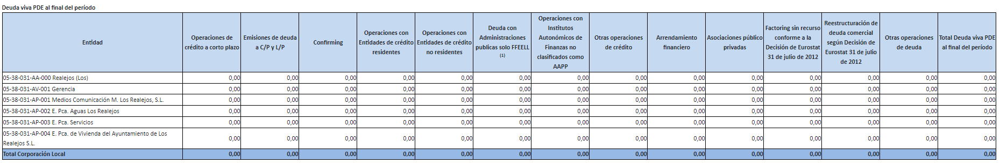 Deuda viva PDE al final del período
Entidad
Operaciones de
crédito a corto plazo
Emisiones de deuda
a C/P y L/P
Confirming
Operaciones con
Entidades de crédito
residentes
Operaciones con
Entidades de crédito
no residentes
Deuda con
Administraciones
publicas solo FFEELL
(1)
Operaciones con
Institutos
Autonómicos de
Finanzas no
clasificados como
AAPP
Otras operaciones
de crédito
Arrendamiento
financiero
Asociaciones público
privadas
Factoring sin recurso
conforme a la
Decisión de Eurostat
31 de julio de 2012
Reestructuración de
deuda comercial
según Decisión de
Eurostat 31 de julio
de 2012
Otras operaciones
de deuda
Total Deuda viva PDE
al final del período
05-38-031-AA-000 Realejos (Los) 0,00 0,00 0,00 0,00 0,00 0,00 0,00 0,00 0,00 0,00 0,00 0,00 0,00 0,00
05-38-031-AV-001 Gerencia 0,00 0,00 0,00 0,00 0,00 0,00 0,00 0,00 0,00 0,00 0,00 0,00 0,00 0,00
05-38-031-AP-001 Medios Comunicación M. Los Realejos, S.L. 0,00 0,00 0,00 0,00 0,00 0,00 0,00 0,00 0,00 0,00 0,00 0,00 0,00 0,00
05-38-031-AP-002 E. Pca. Aguas Los Realejos 0,00 0,00 0,00 0,00 0,00 0,00 0,00 0,00 0,00 0,00 0,00 0,00 0,00 0,00
05-38-031-AP-003 E. Pca. Servicios 0,00 0,00 0,00 0,00 0,00 0,00 0,00 0,00 0,00 0,00 0,00 0,00 0,00 0,00
05-38-031-AP-004 E. Pca. de Vivienda del Ayuntamiento de Los
Realejos S.L. 0,00 0,00 0,00 0,00 0,00 0,00 0,00 0,00 0,00 0,00 0,00 0,00 0,00 0,00
Total Corporación Local 0,00 0,00 0,00 0,00 0,00 0,00 0,00 0,00 0,00 0,00 0,00 0,00 0,00 0,00